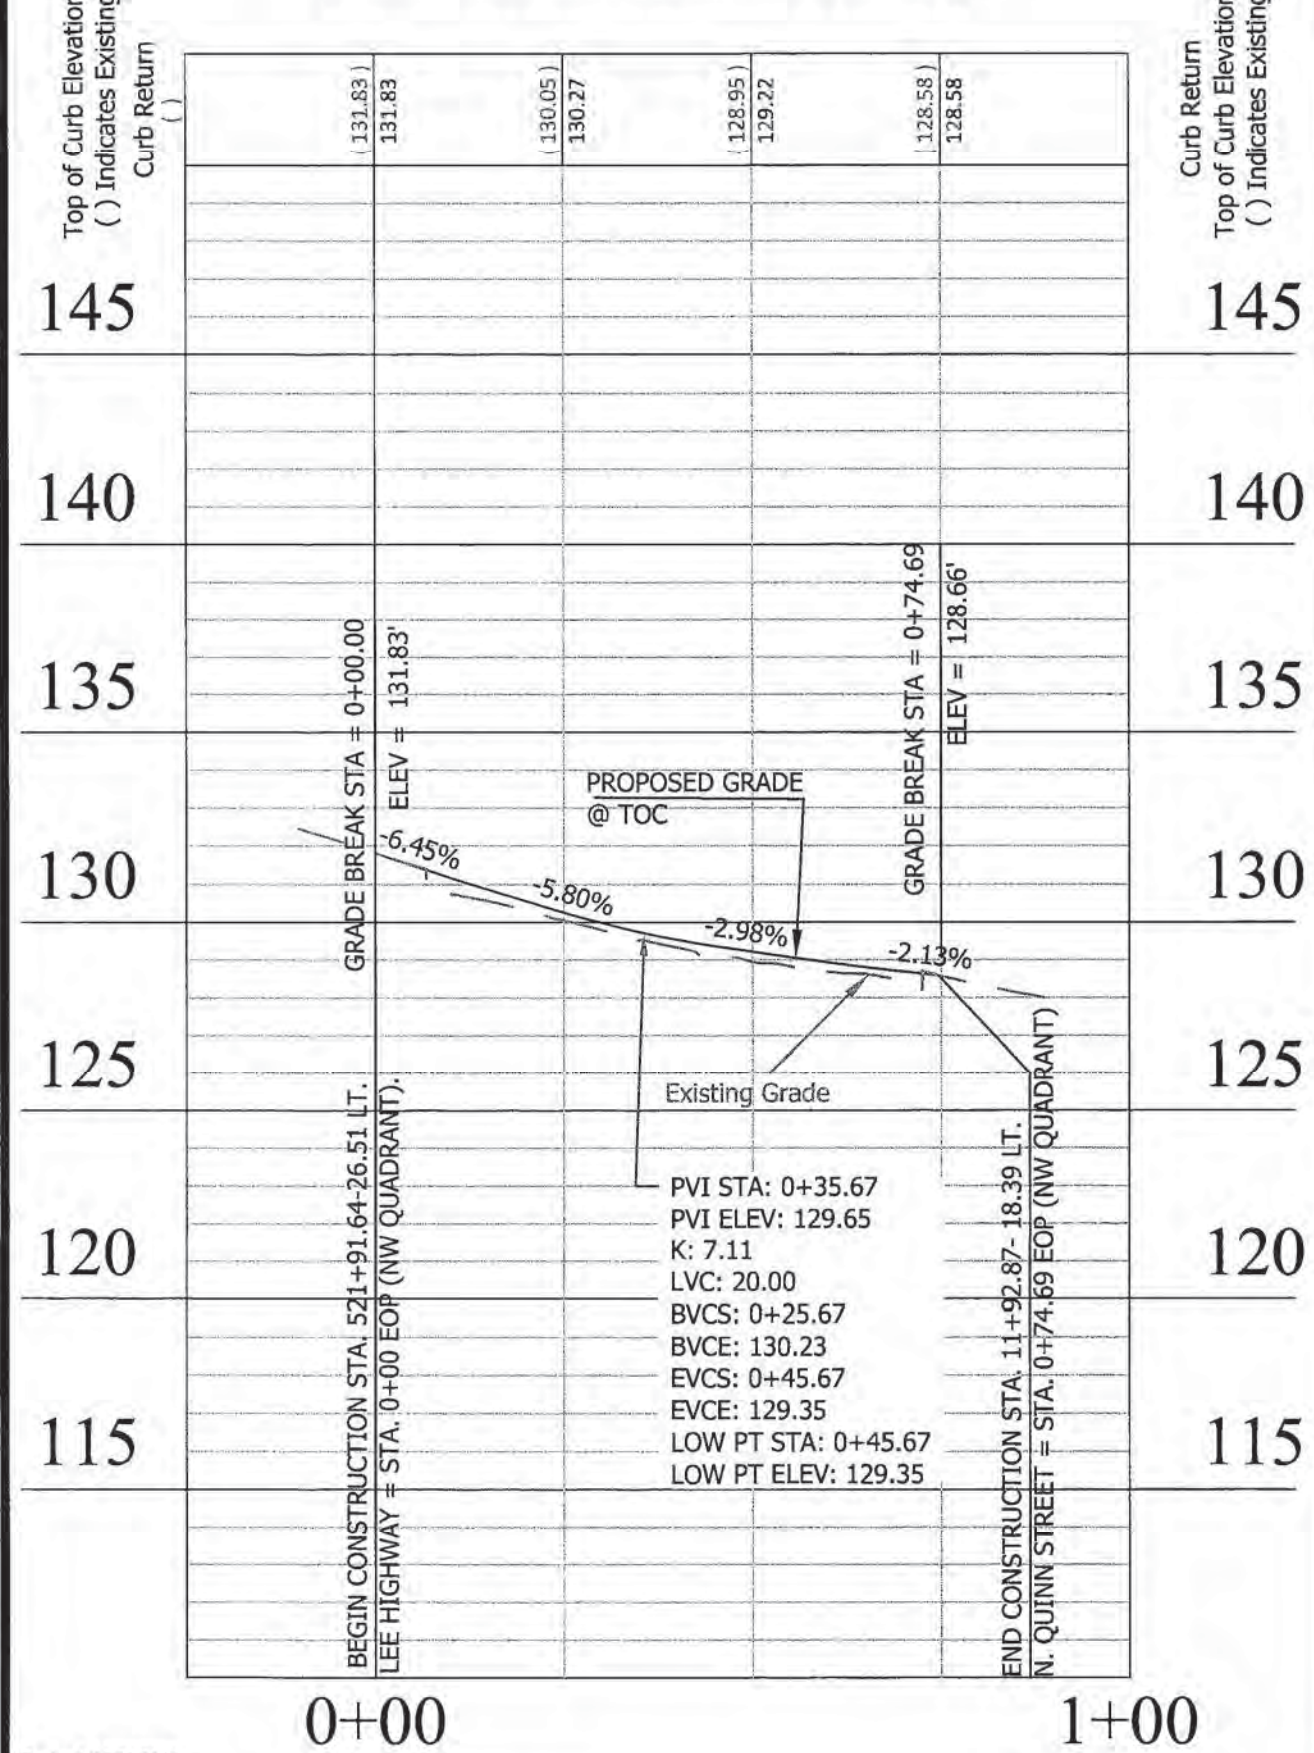 Top of Curb Elevation
( ) Indicates Existing
Curb Return
( )
( 131.83 )
131.83
( 130.05 )
130.27
( 128.95 )
129.22
( 128.58 )
128.58
Curb Return
Top of Curb Elevation
( ) Indicates Existing
145
145
140
140
135
135
130
130
125
125
120
120
115
115
GRADE BREAK STA = 0+00.00
ELEV = 131.83'
GRADE BREAK STA = 0+74.69
ELEV = 128.66'
PROPOSED GRADE
@ TOC
-6.45%
-5.80%
-2.98%
-2.13%
Existing Grade
PVI STA: 0+35.67
PVI ELEV: 129.65
K: 7.11
LVC: 20.00
BVCS: 0+25.67
BVCE: 130.23
EVCS: 0+45.67
EVCE: 129.35
LOW PT STA: 0+45.67
LOW PT ELEV: 129.35
BEGIN CONSTRUCTION STA. 521+91.64-26.51 LT.
LEE HIGHWAY = STA. 0+00 EOP (NW QUADRANT).
END CONSTRUCTION STA. 11+92.87- 18.39 LT.
N. QUINN STREET = STA. 0+74.69 EOP (NW QUADRANT)
0+00
1+00